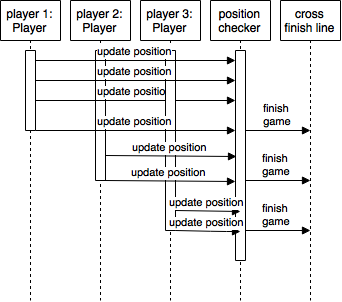 player 1:
Player
player 2:
Player
player 3:
Player
position
checker
cross
finish line
update position
update position
update positio
update position
finish
game
update position
update position
finish
game
update position
update position
finish
game